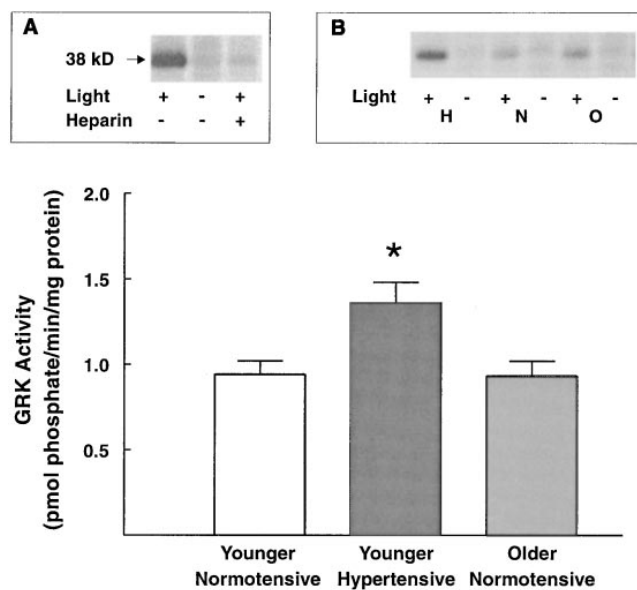 A
38 kD
Light + - +
Heparin - - +
B
Light + - + - + -
H N O
GRK Activity
(pmol phosphate/min/mg protein)
2.0
1.5
1.0
0.5
*
Younger
Normotensive
Younger
Hypertensive
Older
Normotensive